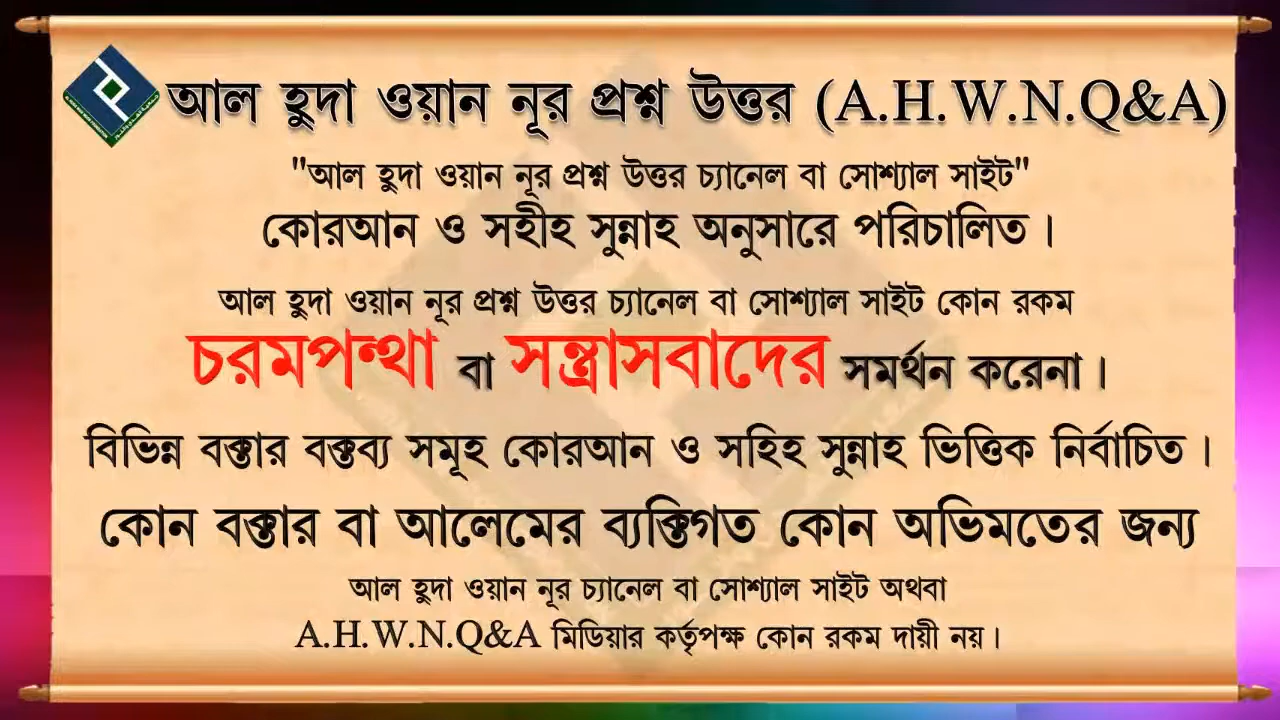 আল হুদা ওয়ান নূর প্রশ্ন উত্তর (A.H.W.N.Q&A)
"আল হুদা ওয়ান নূর প্রশ্ন উত্তর চ্যানেল বা সোশ্যাল সাইট"
কোরআন ও সহীহ সুন্নাহ অনুসারে পরিচালিত।
আল হুদা ওয়ান নূর প্রশ্ন উত্তর চ্যানেল বা সোশ্যাল সাইট কোন রকম
চরমপন্থা বা সন্ত্রাসবাদের সমর্থন করেনা।
বিভিন্ন বক্তার বক্তব্য সমূহ কোরআন ও সহিহ সুন্নাহ ভিত্তিক নির্বাচিত।
কোন বক্তার বা আলেমের ব্যক্তিগত কোন অভিমতের জন্য
আল হুদা ওয়ান নূর চ্যানেল বা সোশ্যাল সাইট অথবা
A.H.W.N.Q&A মিডিয়ার কর্তৃপক্ষ কোন রকম দায়ী নয়।